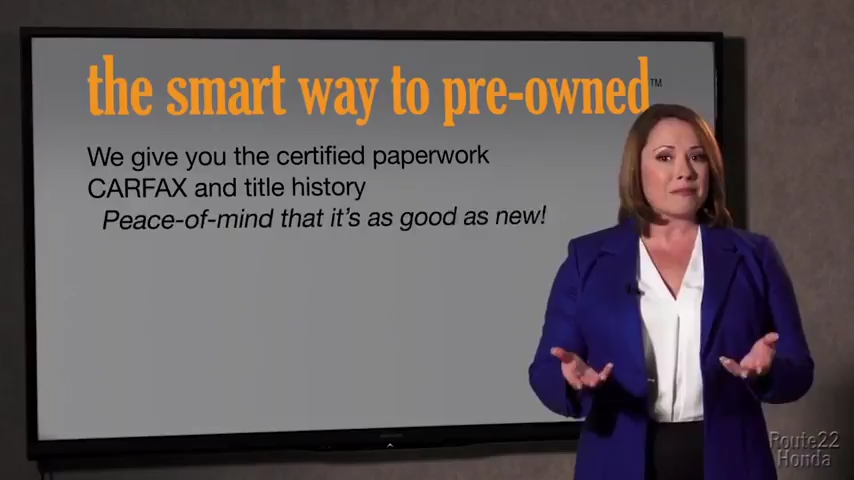 the smart way to pre-owned™
We give you the certified paperwork
CARFAX and title history
Peace-of-mind that it's as good as new!
Route22
Honda